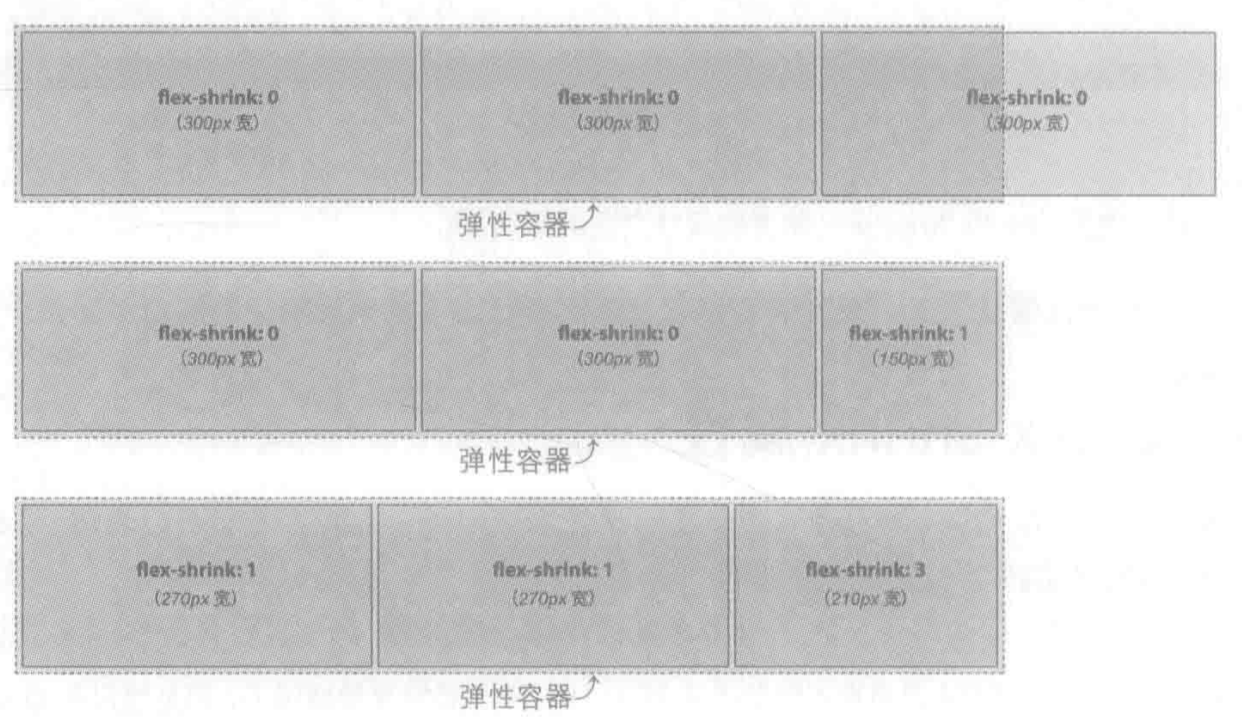 flex-shrink: 0 flex-shrink: 0 flex-shrink: 0
(300px 宽) (300px 宽) (300px 宽)
弹性容器
flex-shrink: 0 flex-shrink: 0 flex-shrink: 1
(300px 宽) (300px 宽) (150px 宽)
弹性容器
flex-shrink: 1 flex-shrink: 1 flex-shrink: 3
(270px 宽) (270px 宽) (210px 宽)
弹性容器